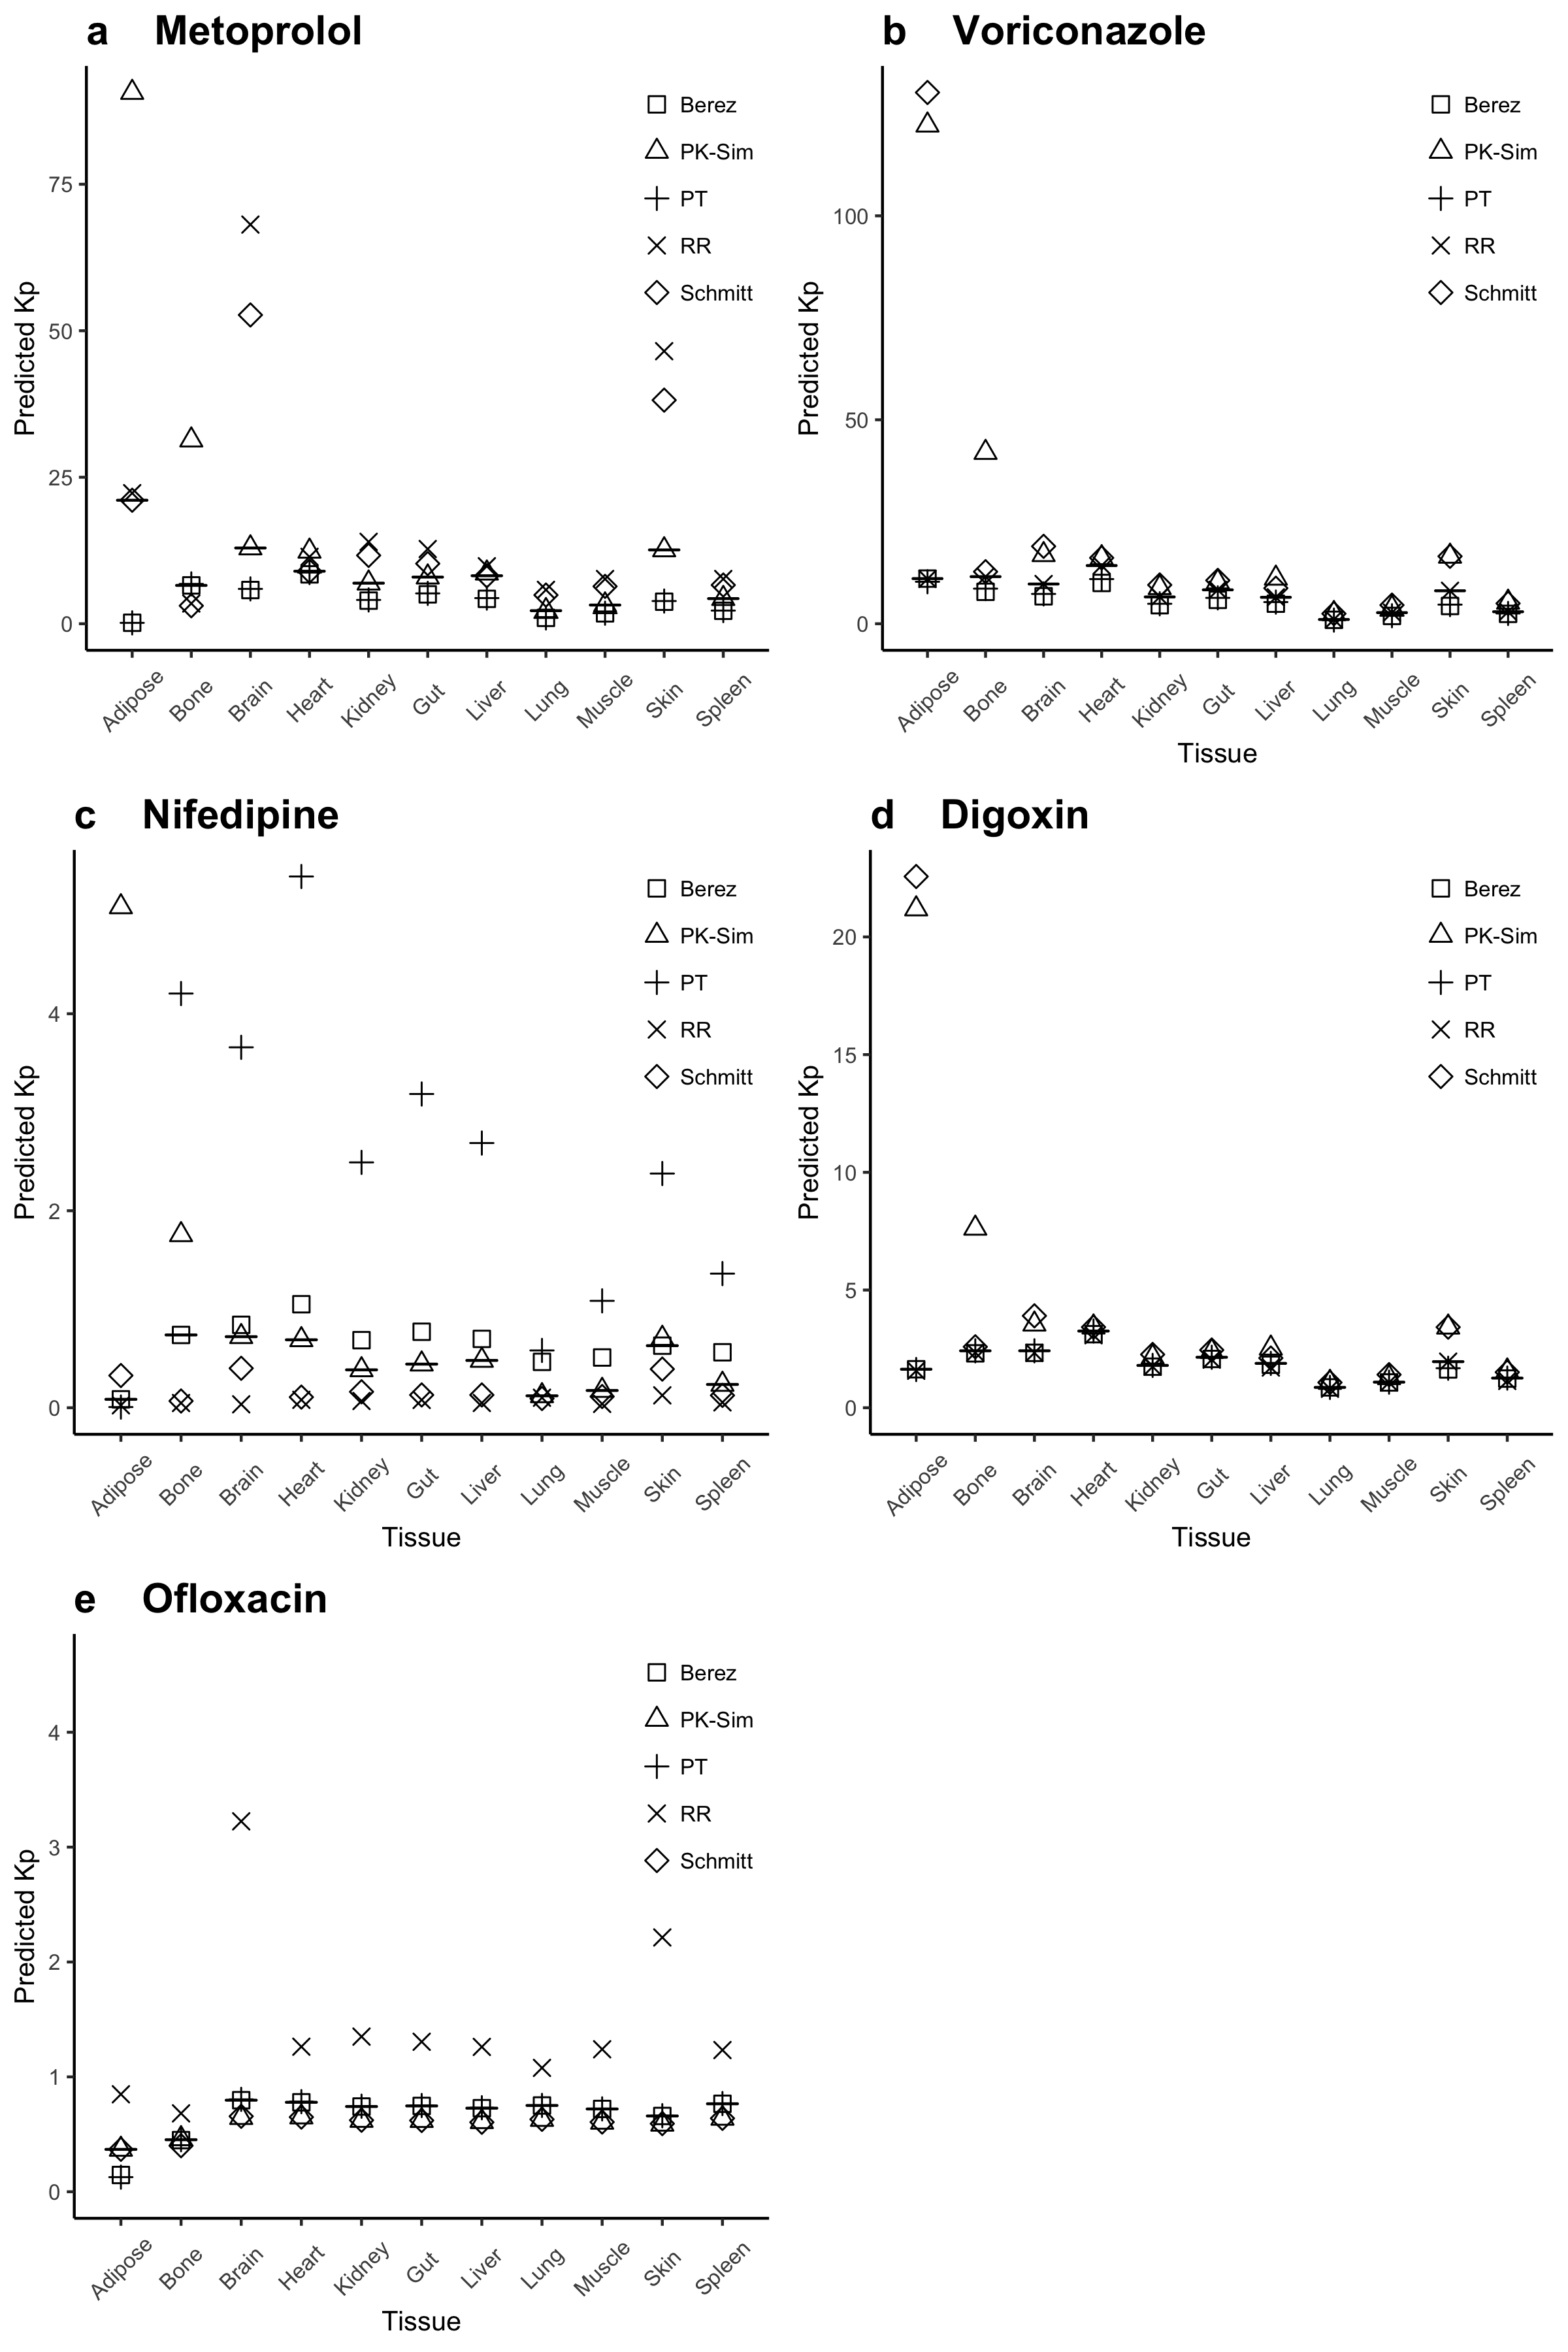 a Metoprolol
Predicted Kp
75
50
25
0
Berez
PK-Sim
PT
RR
Schmitt
Adipose Bone Brain Heart Kidney Gut Liver Lung Muscle Skin Spleen
b Voriconazole
Predicted Kp
100
50
0
Berez
PK-Sim
PT
RR
Schmitt
Adipose Bone Brain Heart Kidney Gut Liver Lung Muscle Skin Spleen
Tissue
c Nifedipine
Predicted Kp
4
2
0
Berez
PK-Sim
PT
RR
Schmitt
Adipose Bone Brain Heart Kidney Gut Liver Lung Muscle Skin Spleen
Tissue
d Digoxin
Predicted Kp
20
15
10
5
0
Berez
PK-Sim
PT
RR
Schmitt
Adipose Bone Brain Heart Kidney Gut Liver Lung Muscle Skin Spleen
Tissue
e Ofloxacin
Predicted Kp
4
3
2
1
0
Berez
PK-Sim
PT
RR
Schmitt
Adipose Bone Brain Heart Kidney Gut Liver Lung Muscle Skin Spleen
Tissue